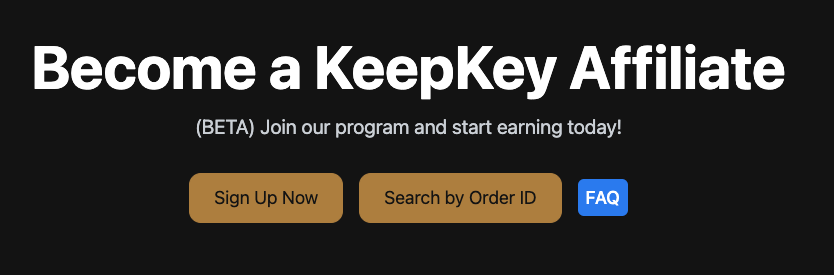 Become a KeepKey Affiliate
(BETA) Join our program and start earning today!
Sign Up Now
Search by Order ID
FAQ